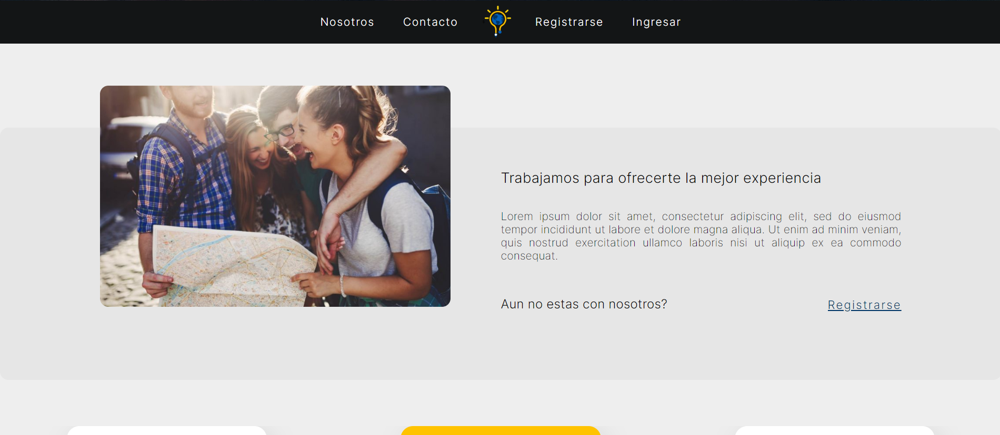 Nosotros Contacto Registrarse Ingresar
Trabajamos para ofrecerte la mejor experiencia
Lorem ipsum dolor sit amet, consectetur adipiscing elit, sed do eiusmod
tempor incididunt ut labore et dolore magna aliqua. Ut enim ad minim veniam,
quis nostrud exercitation ullamco laboris nisi ut aliquip ex ea commodo
consequat.
Aun no estas con nosotros? Registrarse